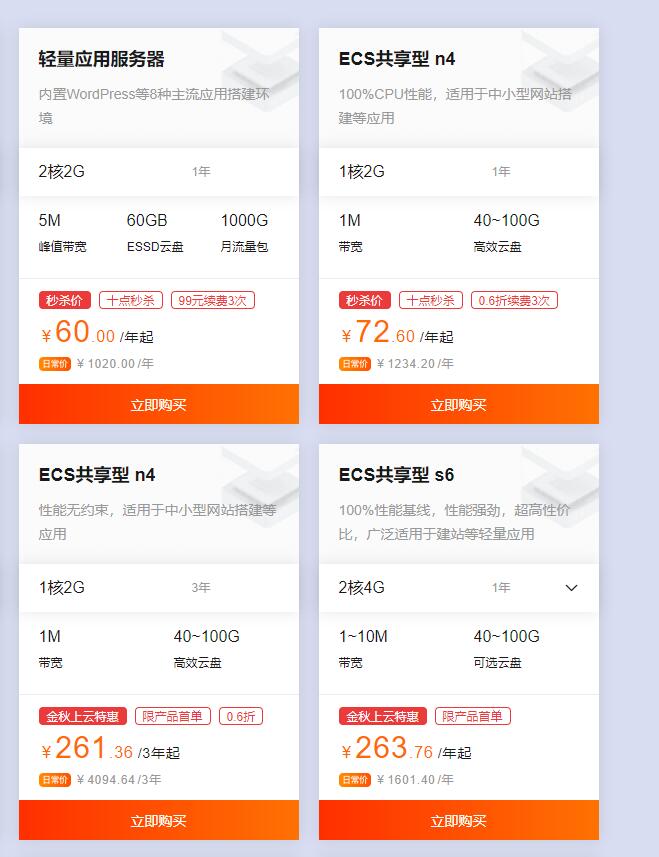 轻量应用服务器
内置WordPress等8种主流应用搭建环
境
2核2G 1年
5M 60GB 1000G
峰值带宽 ESSD云盘 月流量包
秒杀价 十点秒杀 99元续费3次
¥60.00 /年起
日常价 ¥1020.00/年
立即购买
ECS共享型 n4
100%CPU性能，适用于中小型网站搭
建等应用
1核2G 1年
1M 40~100G
带宽 高效云盘
秒杀价 十点秒杀 0.6折续费3次
¥72.60 /年起
日常价 ¥1234.20/年
立即购买
ECS共享型 n4
性能无约束，适用于中小型网站搭建等
应用
1核2G 3年
1M 40~100G
带宽 高效云盘
金秋上云特惠 限产品首单 0.6折
¥261.36 /3年起
日常价 ¥4094.64/3年
立即购买
ECS共享型 s6
100%性能基线，性能强劲，超高性价
比，广泛适用于建站等轻量应用
2核4G 1年
1~10M 40~100G
带宽 可选云盘
金秋上云特惠 限产品首单
¥263.76 /年起
日常价 ¥1601.40/年
立即购买